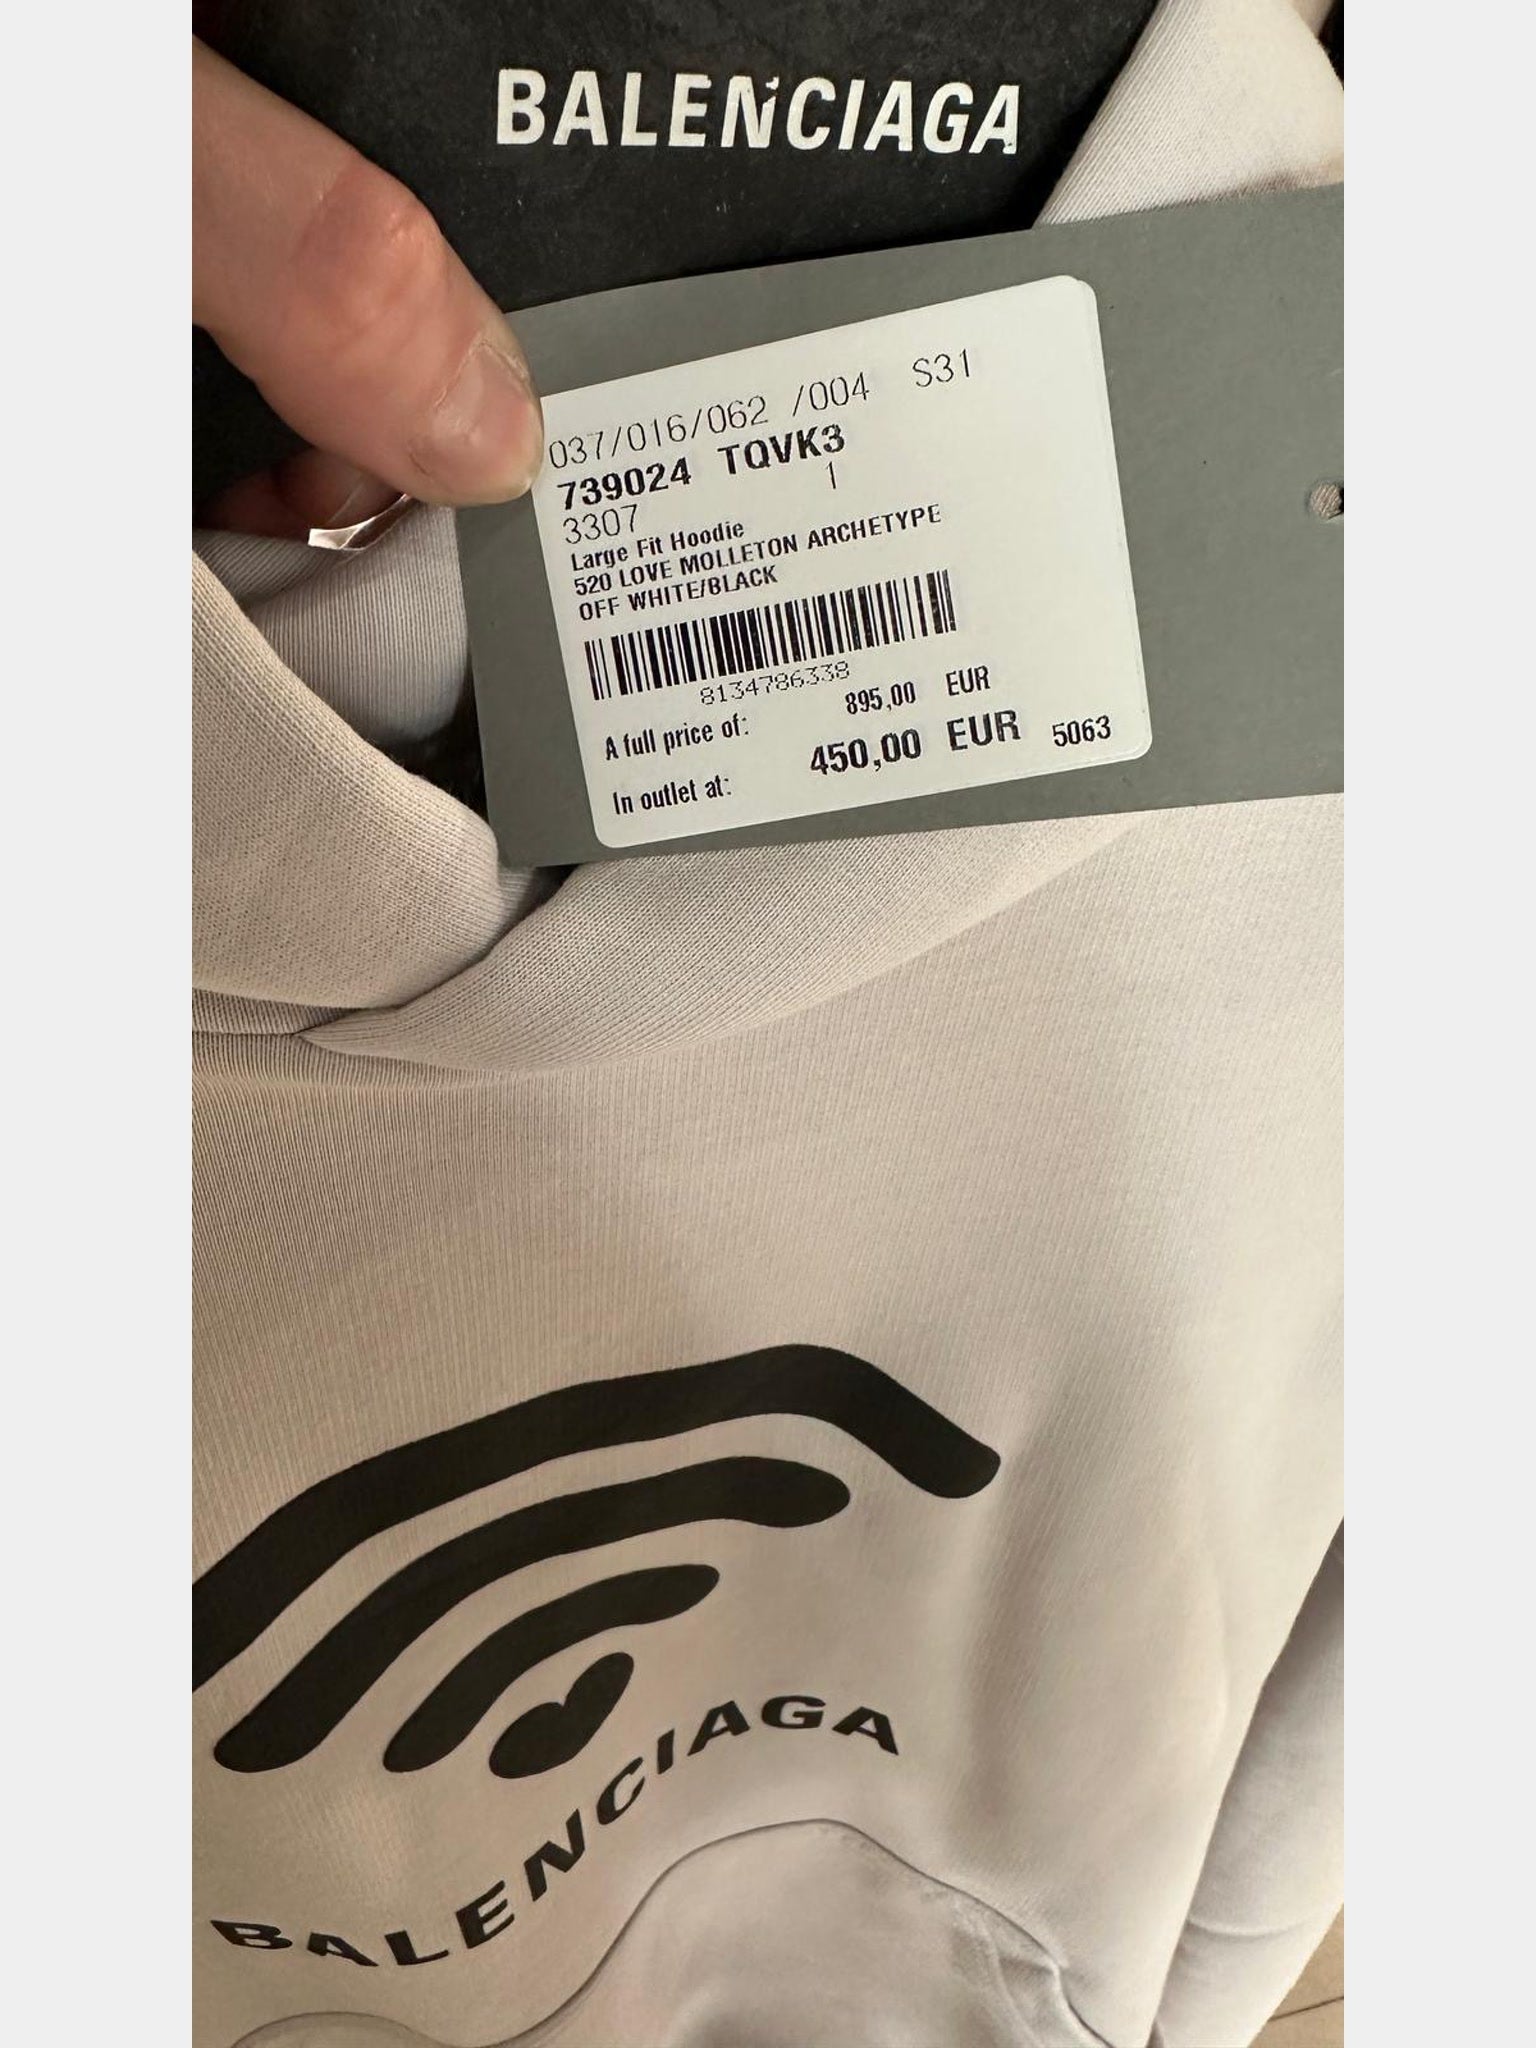 BALENCIAGA
037/016/062 /004 S31
739024 TQVK3
3307 1
Large Fit Hoodie
520 LOVE MOLLETON ARCHETYPE
OFF WHITE/BLACK
8134786338
A full price of: 895,00 EUR
In outlet at: 450,00 EUR 5063
BALENCIAGA